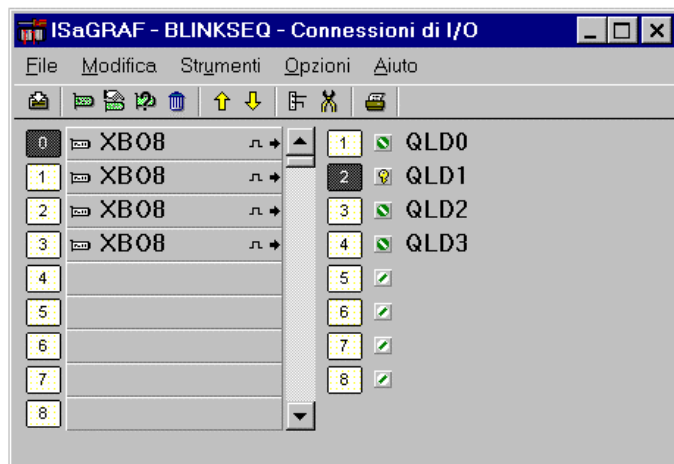 ISaGRAF - BLINKSEQ - Connessioni di I/O
File Modifica Strumenti Opzioni Aiuto
0 XBO8 1 QLD0
1 XBO8 2 QLD1
2 XBO8 3 QLD2
3 XBO8 4 QLD3
4 5
5 6
6 7
7 8
8